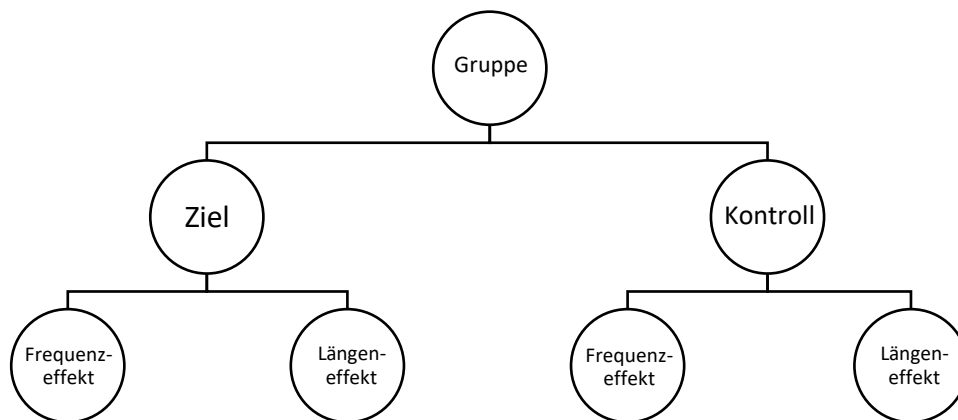 Gruppe
Ziel
Kontroll
Frequenz-
effekt
Längen-
effekt
Frequenz-
effekt
Längen-
effekt